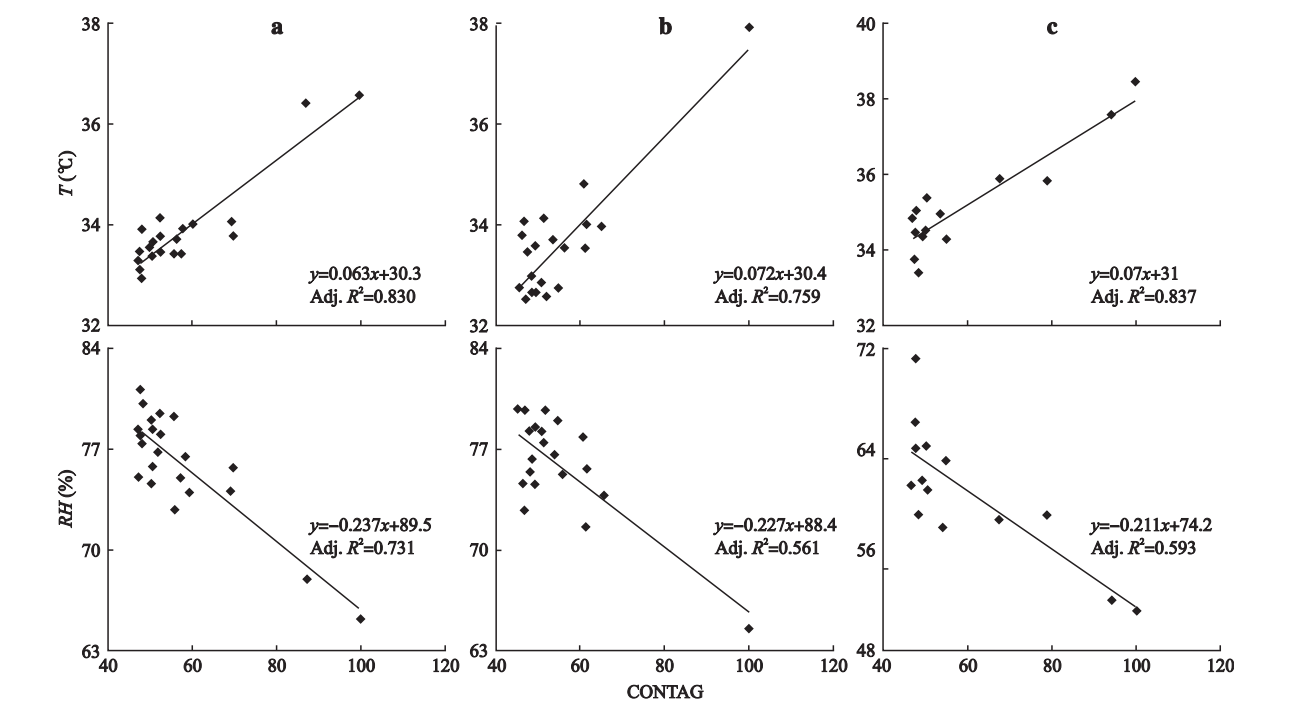 a
b
c
38
36
34
32
T (℃)
y=0.063x+30.3
Adj. R²=0.830
40 60 80 100 120
38
36
34
32
y=0.072x+30.4
Adj. R²=0.759
40
38
36
34
32
y=0.07x+31
Adj. R²=0.837
84
77
70
63
RH (%)
y=−0.237x+89.5
Adj. R²=0.731
84
77
70
63
y=−0.227x+88.4
Adj. R²=0.561
40 60 80 100 120
72
64
56
48
y=−0.211x+74.2
Adj. R²=0.593
40 60 80 100 120
CONTAG